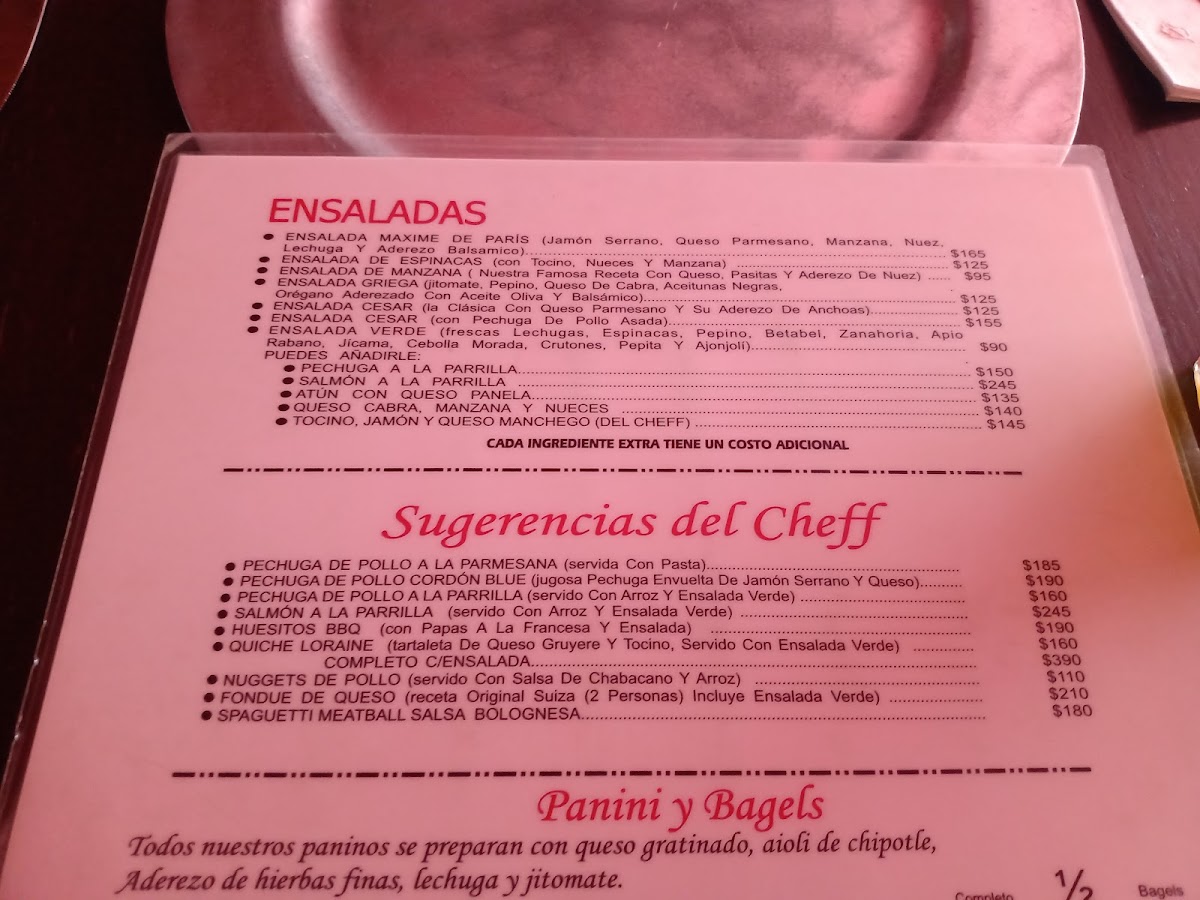 ENSALADAS
● ENSALADA MAXIME DE PARÍS (Jamón Serrano, Queso Parmesano, Manzana, Nuez,
Lechuga Y Aderezo Balsamico)........ $165
● ENSALADA DE ESPINACAS (con Tocino, Nueces Y Manzana) ........ $125
● ENSALADA DE MANZANA ( Nuestra Famosa Receta Con Queso, Pasitas Y Aderezo De Nuez) ...... $95
● ENSALADA GRIEGA (jitomate, Pepino, Queso De Cabra, Aceitunas Negras,
Orégano Aderezado Con Aceite Oliva Y Balsámico)........ $125
● ENSALADA CESAR (la Clásica Con Queso Parmesano Y Su Aderezo De Anchoas)........ $125
● ENSALADA CESAR (con Pechuga De Pollo Asada)........ $155
● ENSALADA VERDE (frescas Lechugas, Espinacas, Pepino, Betabel, Zanahoria, Apio
Rabano, Jícama, Cebolla Morada, Crutones, Pepita Y Ajonjolí)........ $90
PUEDES AÑADIRLE:
● PECHUGA A LA PARRILLA........ $150
● SALMÓN A LA PARRILLA ........ $245
● ATÚN CON QUESO PANELA........ $135
● QUESO CABRA, MANZANA Y NUECES ........ $140
● TOCINO, JAMÓN Y QUESO MANCHEGO (DEL CHEFF) ........ $145
CADA INGREDIENTE EXTRA TIENE UN COSTO ADICIONAL
Sugerencias del Cheff
● PECHUGA DE POLLO A LA PARMESANA (servida Con Pasta)........ $185
● PECHUGA DE POLLO CORDÓN BLUE (jugosa Pechuga Envuelta De Jamón Serrano Y Queso)........ $190
● PECHUGA DE POLLO A LA PARRILLA (servido Con Arroz Y Ensalada Verde) ........ $160
● SALMÓN A LA PARRILLA (servido Con Arroz Y Ensalada Verde) ........ $245
● HUESITOS BBQ (con Papas A La Francesa Y Ensalada) ........ $190
● QUICHE LORAINE (tartaleta De Queso Gruyere Y Tocino, Servido Con Ensalada Verde) ........ $160
COMPLETO C/ENSALADA........ $390
● NUGGETS DE POLLO (servido Con Salsa De Chabacano Y Arroz) ........ $110
● FONDUE DE QUESO (receta Original Suiza (2 Personas) Incluye Ensalada Verde) ........ $210
● SPAGUETTI MEATBALL SALSA BOLOGNESA........ $180
Panini y Bagels
Todos nuestros paninos se preparan con queso gratinado, aioli de chipotle,
Aderezo de hierbas finas, lechuga y jitomate.
Completo ½ Bagels